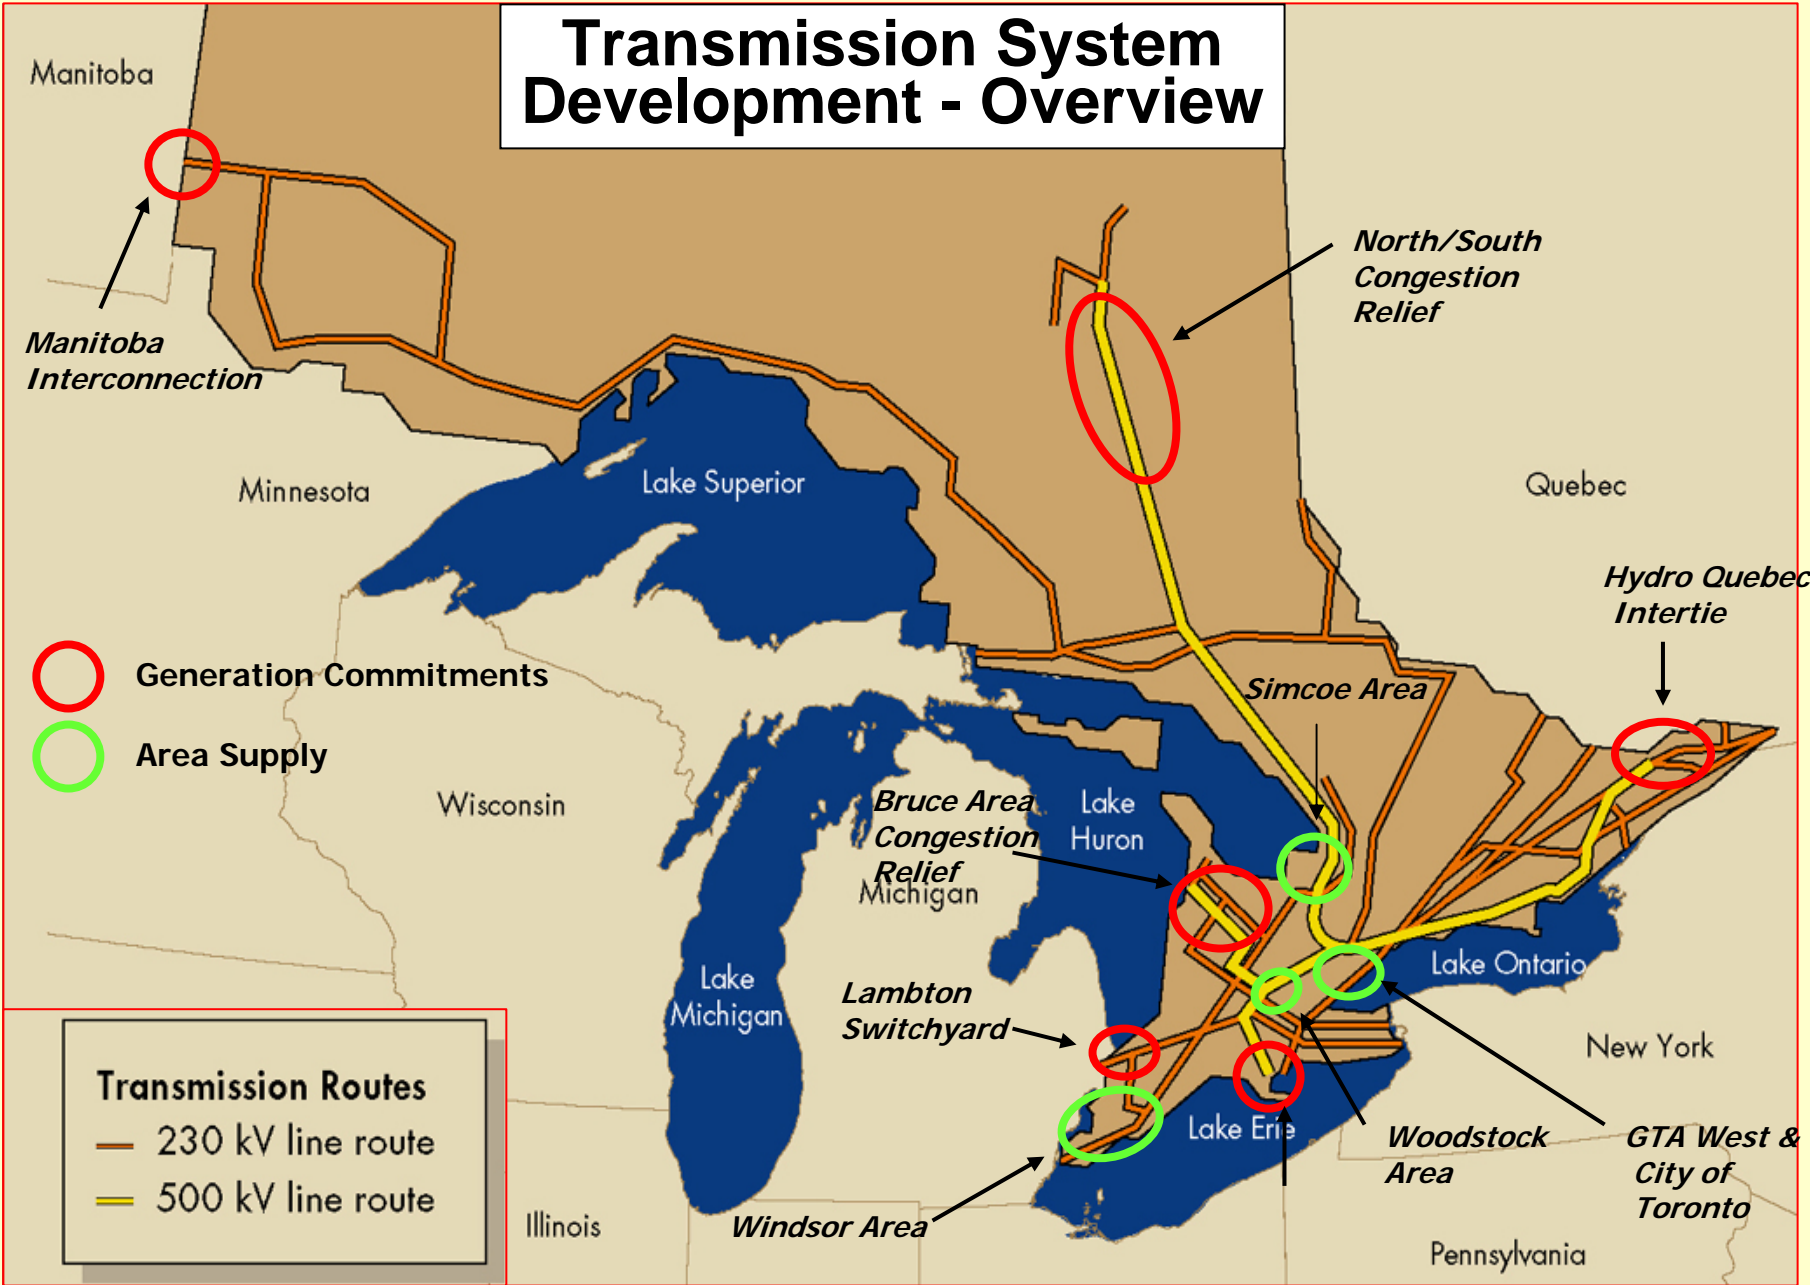 Transmission System
Development - Overview
Manitoba
North/South
Congestion
Relief
Manitoba
Interconnection
Minnesota
Lake Superior
Quebec
Hydro Quebec
Intertie
Generation Commitments
Simcoe Area
Area Supply
Wisconsin
Bruce Area
Congestion
Relief
Lake
Huron
Michigan
Lake
Michigan
Lambton
Switchyard
Lake Ontario
New York
Transmission Routes
230 kV line route
500 kV line route
Lake Erie
Woodstock
Area
GTA West &
City of
Toronto
Windsor Area
Illinois
Pennsylvania